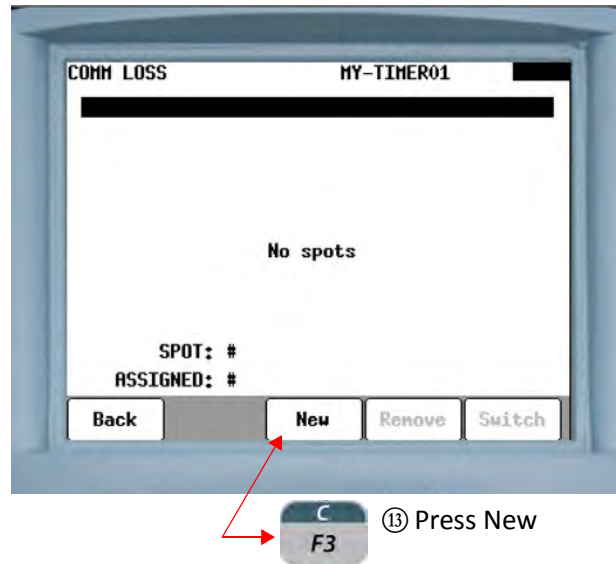 COMM LOSS MY-TIMER01
No spots
SPOT: #
ASSIGNED: #
Back New Remove Switch
C
F3
⑬ Press New